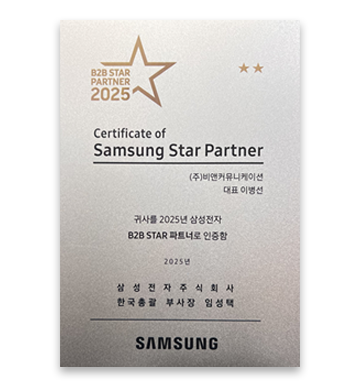 B2B STAR
PARTNER
2025
Certificate of
Samsung Star Partner
(주)비앤커뮤니케이션
대표 이병선
귀사를 2025년 삼성전자
B2B STAR 파트너로 인증함
2025년
삼성전자주식회사
한국총괄 부사장 임성택
SAMSUNG